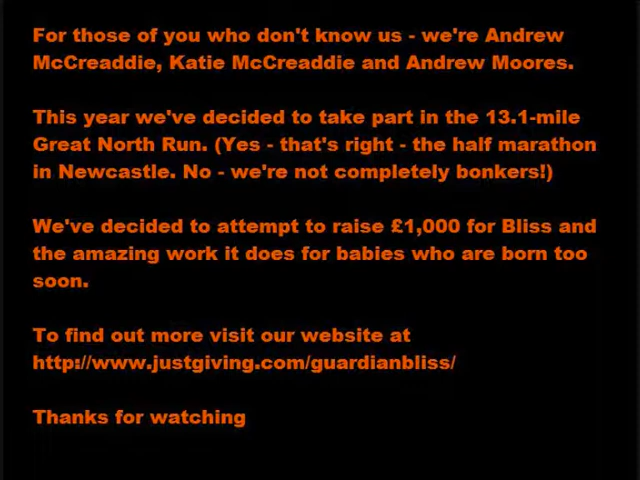 For those of you who don't know us - we're Andrew
McCreaddie, Katie McCreaddie and Andrew Moores.
This year we've decided to take part in the 13.1-mile
Great North Run. (Yes - that's right - the half marathon
in Newcastle. No - we're not completely bonkers!)
We've decided to attempt to raise £1,000 for Bliss and
the amazing work it does for babies who are born too
soon.
To find out more visit our website at
http://www.justgiving.com/guardianbliss/
Thanks for watching